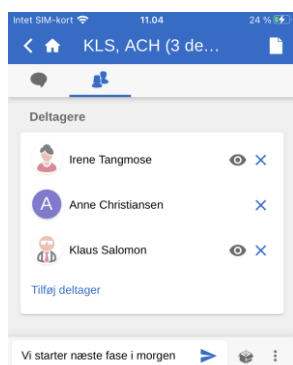 Intet SIM-kort 11.04 24 %
KLS, ACH (3 de...
Deltagere
Irene Tangmose
A Anne Christiansen
Klaus Salomon
Tilføj deltager
Vi starter næste fase i morgen